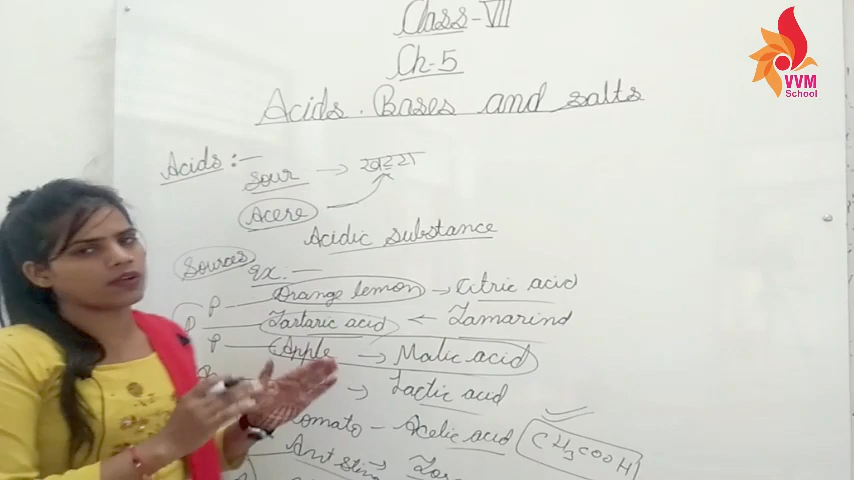 Class-VII
Ch-5
Acids. Bases and salts
Acids :-
Sour → खट्टा
Acere
Acidic substance
Sources
Ex:-
P - Orange lemon → Citric acid
P - Tartaric acid ← Tamarind
P - Apple → Malic acid
→ Lactic acid
Tomato - Acetic acid
CH3COOH
Ant sting →
VVM
School